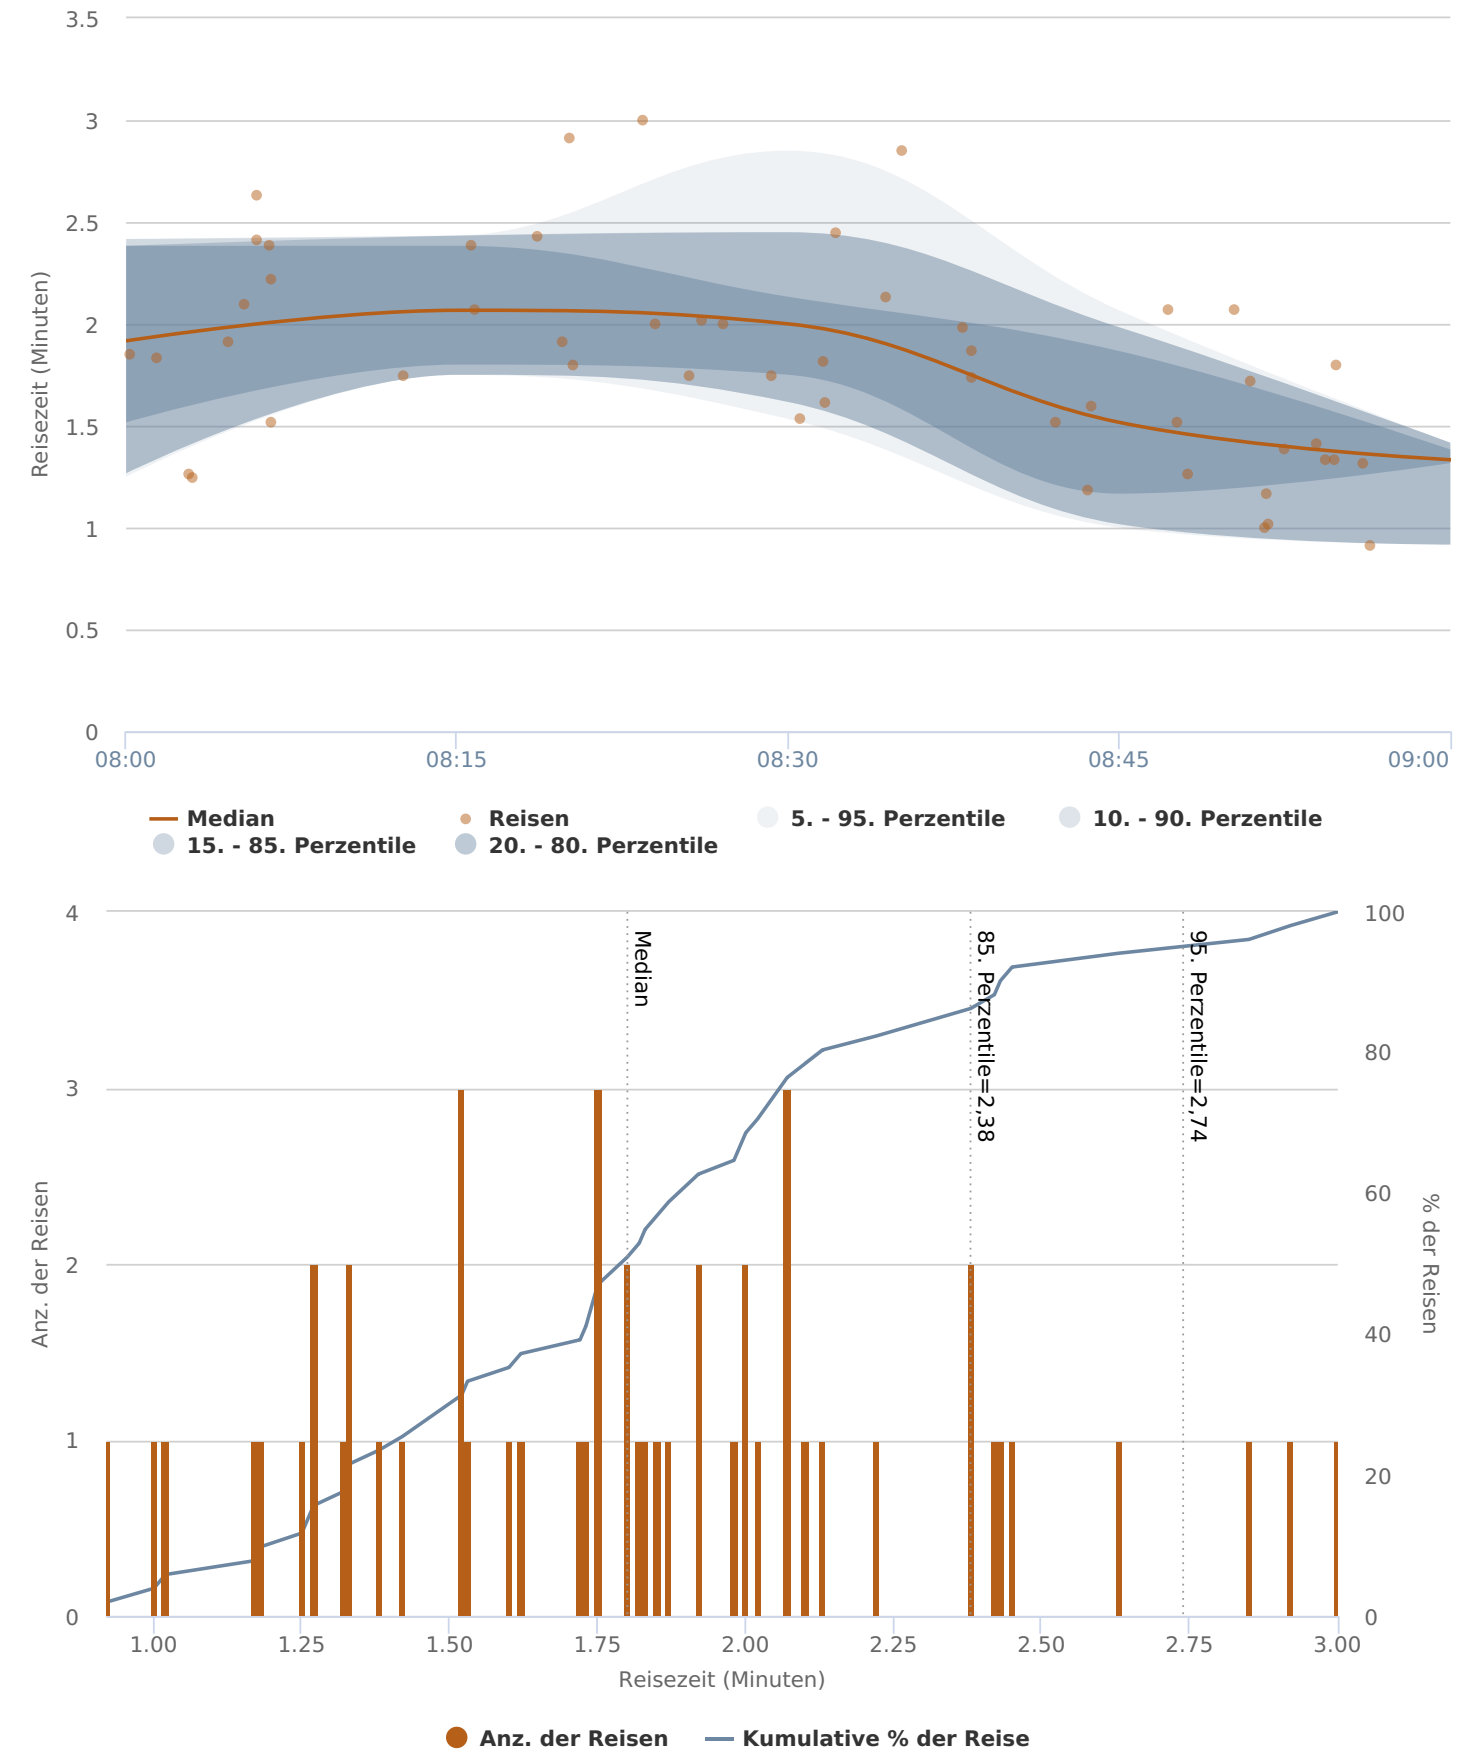 3.5
3
2.5
2
1.5
1
0.5
0
Reisezeit (Minuten)
08:00 08:15 08:30 08:45 09:00
Median Reisen 5. - 95. Perzentile 10. - 90. Perzentile
15. - 85. Perzentile 20. - 80. Perzentile
4
3
2
1
0
Anz. der Reisen
Median
85. Perzentile=2,38
95. Perzentile=2,74
100
80
60
40
20
0
% der Reisen
1.00 1.25 1.50 1.75 2.00 2.25 2.50 2.75 3.00
Reisezeit (Minuten)
Anz. der Reisen Kumulative % der Reise